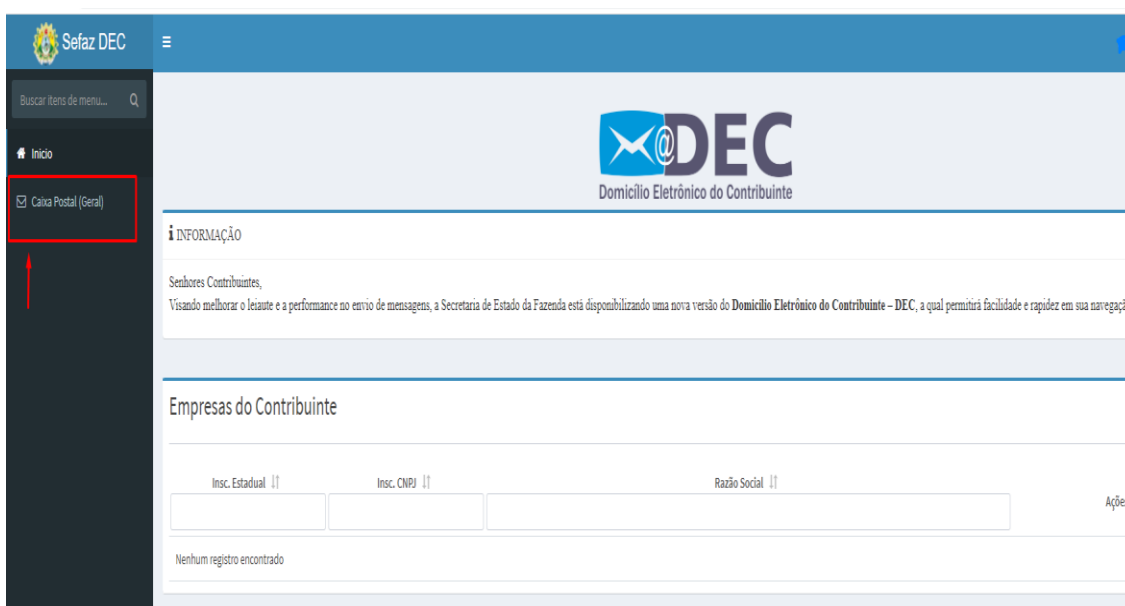 Sefaz DEC
Buscar itens de menu...
Inicio
Caixa Postal (Geral)
@DEC
Domicílio Eletrônico do Contribuinte
i INFORMAÇÃO
Senhores Contribuintes,
Visando melhorar o leiaute e a performance no envio de mensagens, a Secretaria de Estado da Fazenda está disponibilizando uma nova versão do Domicílio Eletrônico do Contribuinte – DEC, a qual permitirá facilidade e rapidez em sua navegaçã
Empresas do Contribuinte
Insc. Estadual Insc. CNPJ Razão Social
Açõe
Nenhum registro encontrado